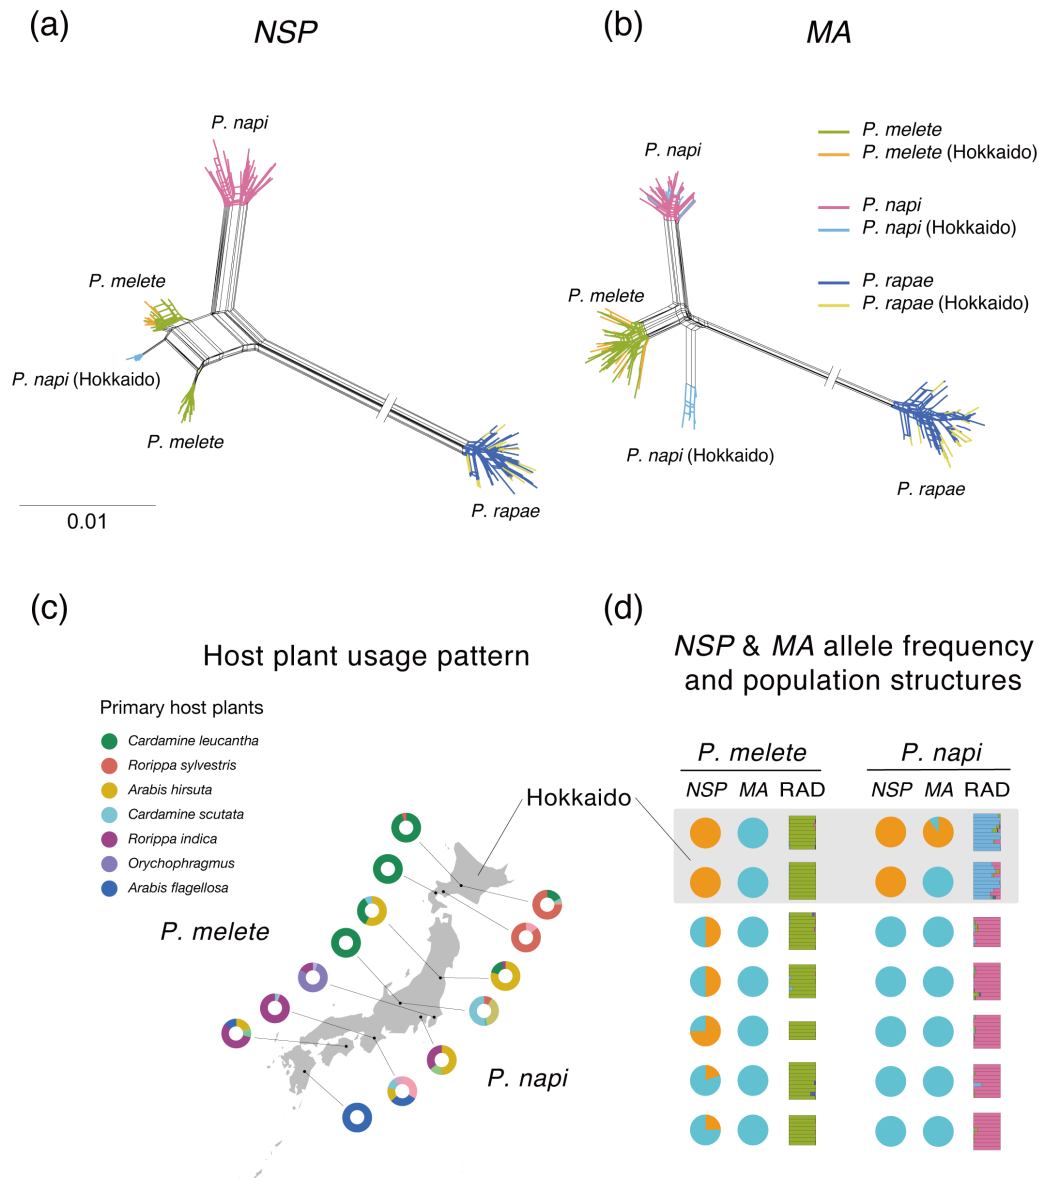 (a)
NSP
P. napi
P. melete
P. napi (Hokkaido)
P. melete
P. rapae
0.01
(b)
MA
P. napi
P. melete
P. napi (Hokkaido)
P. rapae
P. melete
P. melete (Hokkaido)
P. napi
P. napi (Hokkaido)
P. rapae
P. rapae (Hokkaido)
(c)
Host plant usage pattern
Primary host plants
Cardamine leucantha
Rorippa sylvestris
Arabis hirsuta
Cardamine scutata
Rorippa indica
Orychophragmus
Arabis flagellosa
P. melete
P. napi
Hokkaido
(d)
NSP & MA allele frequency
and population structures
P. melete
P. napi
NSP MA RAD
NSP MA RAD